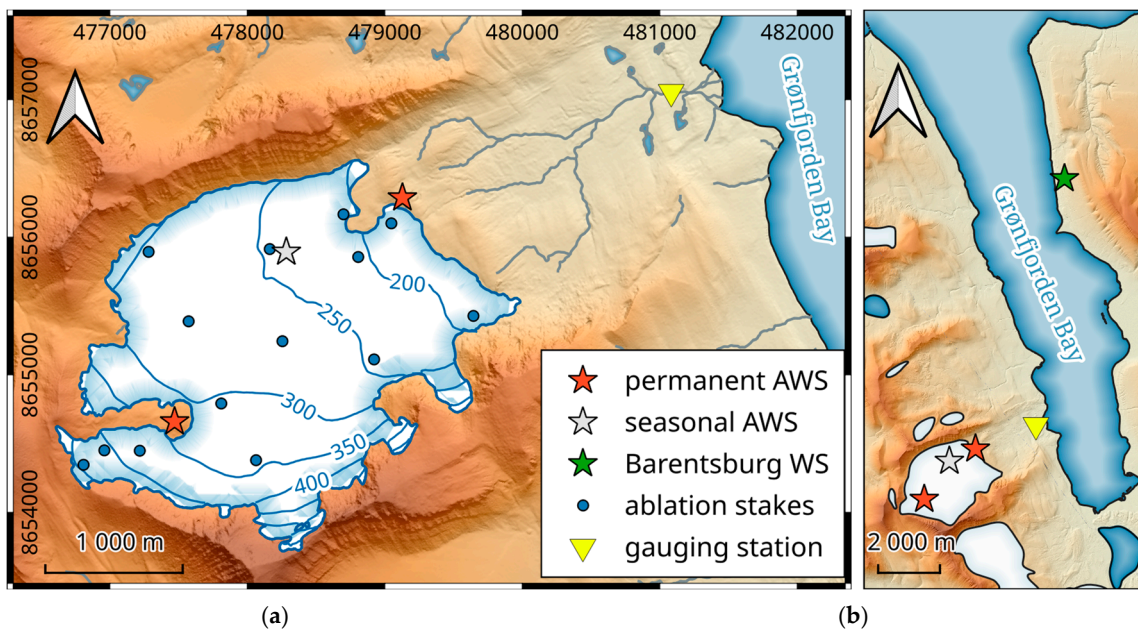 477000 478000 479000 480000 481000 482000
8657000
8656000
8655000
8654000
Grønfjorden Bay
200
250
300
350
400
1 000 m
permanent AWS
seasonal AWS
Barentsburg WS
ablation stakes
gauging station
(a)
Grønfjorden Bay
2 000 m
(b)